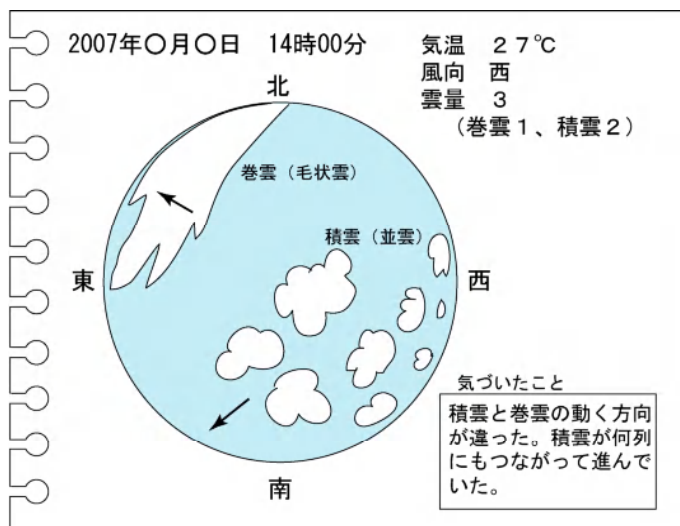 2007年○月○日　14時00分
気温　２７℃
風向　西
雲量　３
（巻雲１、積雲２）
北
巻雲（毛状雲）
積雲（並雲）
東
西
南
気づいたこと
積雲と巻雲の動く方向
が違った。積雲が何列
にもつながって進んで
いた。